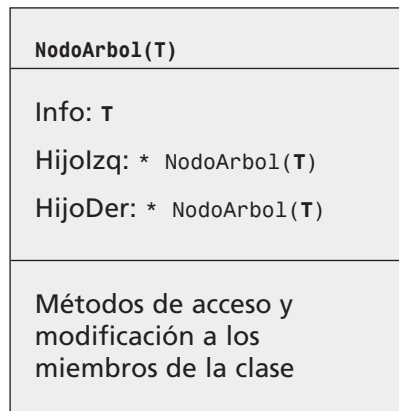 NodoArbol(T)
Info: T
HijoIzq: * NodoArbol(T)
HijoDer: * NodoArbol(T)
Métodos de acceso y
modificación a los
miembros de la clase